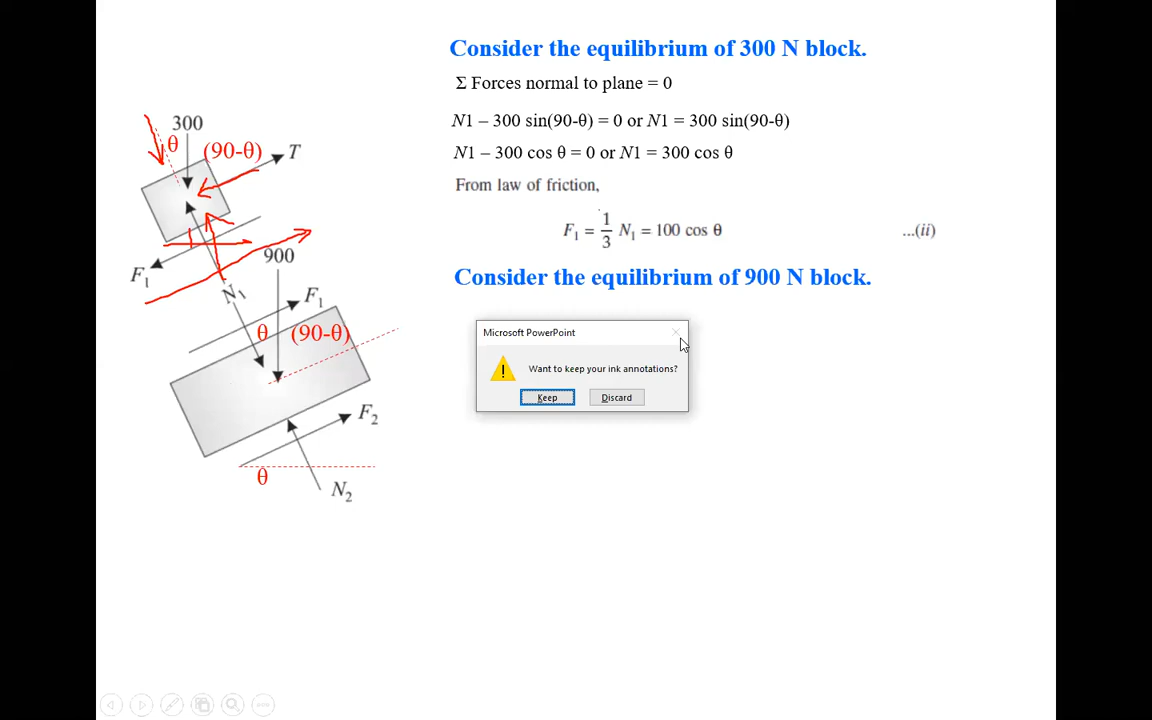 Consider the equilibrium of 300 N block.
Σ Forces normal to plane = 0
N1 – 300 sin(90-θ) = 0 or N1 = 300 sin(90-θ)
N1 – 300 cos θ = 0 or N1 = 300 cos θ
From law of friction,
F₁ = 1/3 N₁ = 100 cos θ ...(ii)
Consider the equilibrium of 900 N block.
300
θ (90-θ) T
F₁
900
N₁
F₁
θ (90-θ)
F₂
θ
N₂
Microsoft PowerPoint
! Want to keep your ink annotations?
Keep Discard